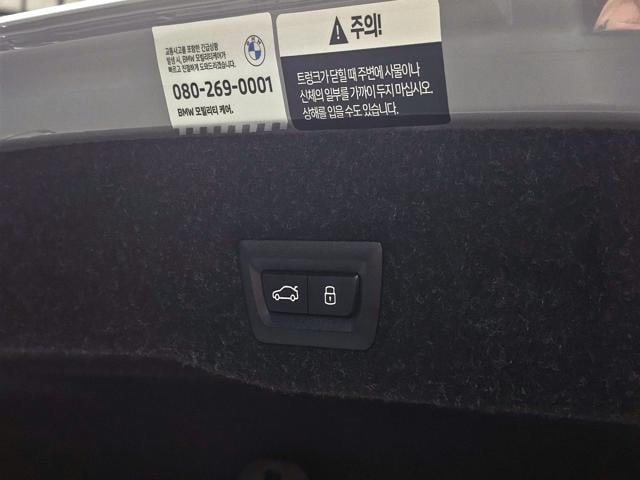 교통사고를 포함한 긴급상황
발생 시, BMW 모빌리티케어가
빠르고 친절하게 도와드리겠습니다.
080-269-0001
BMW 모빌리티 케어.
주의!
트렁크가 닫힐 때 주변에 사물이나
신체의 일부를 가까이 두지 마십시오.
상해를 입을 수도 있습니다.